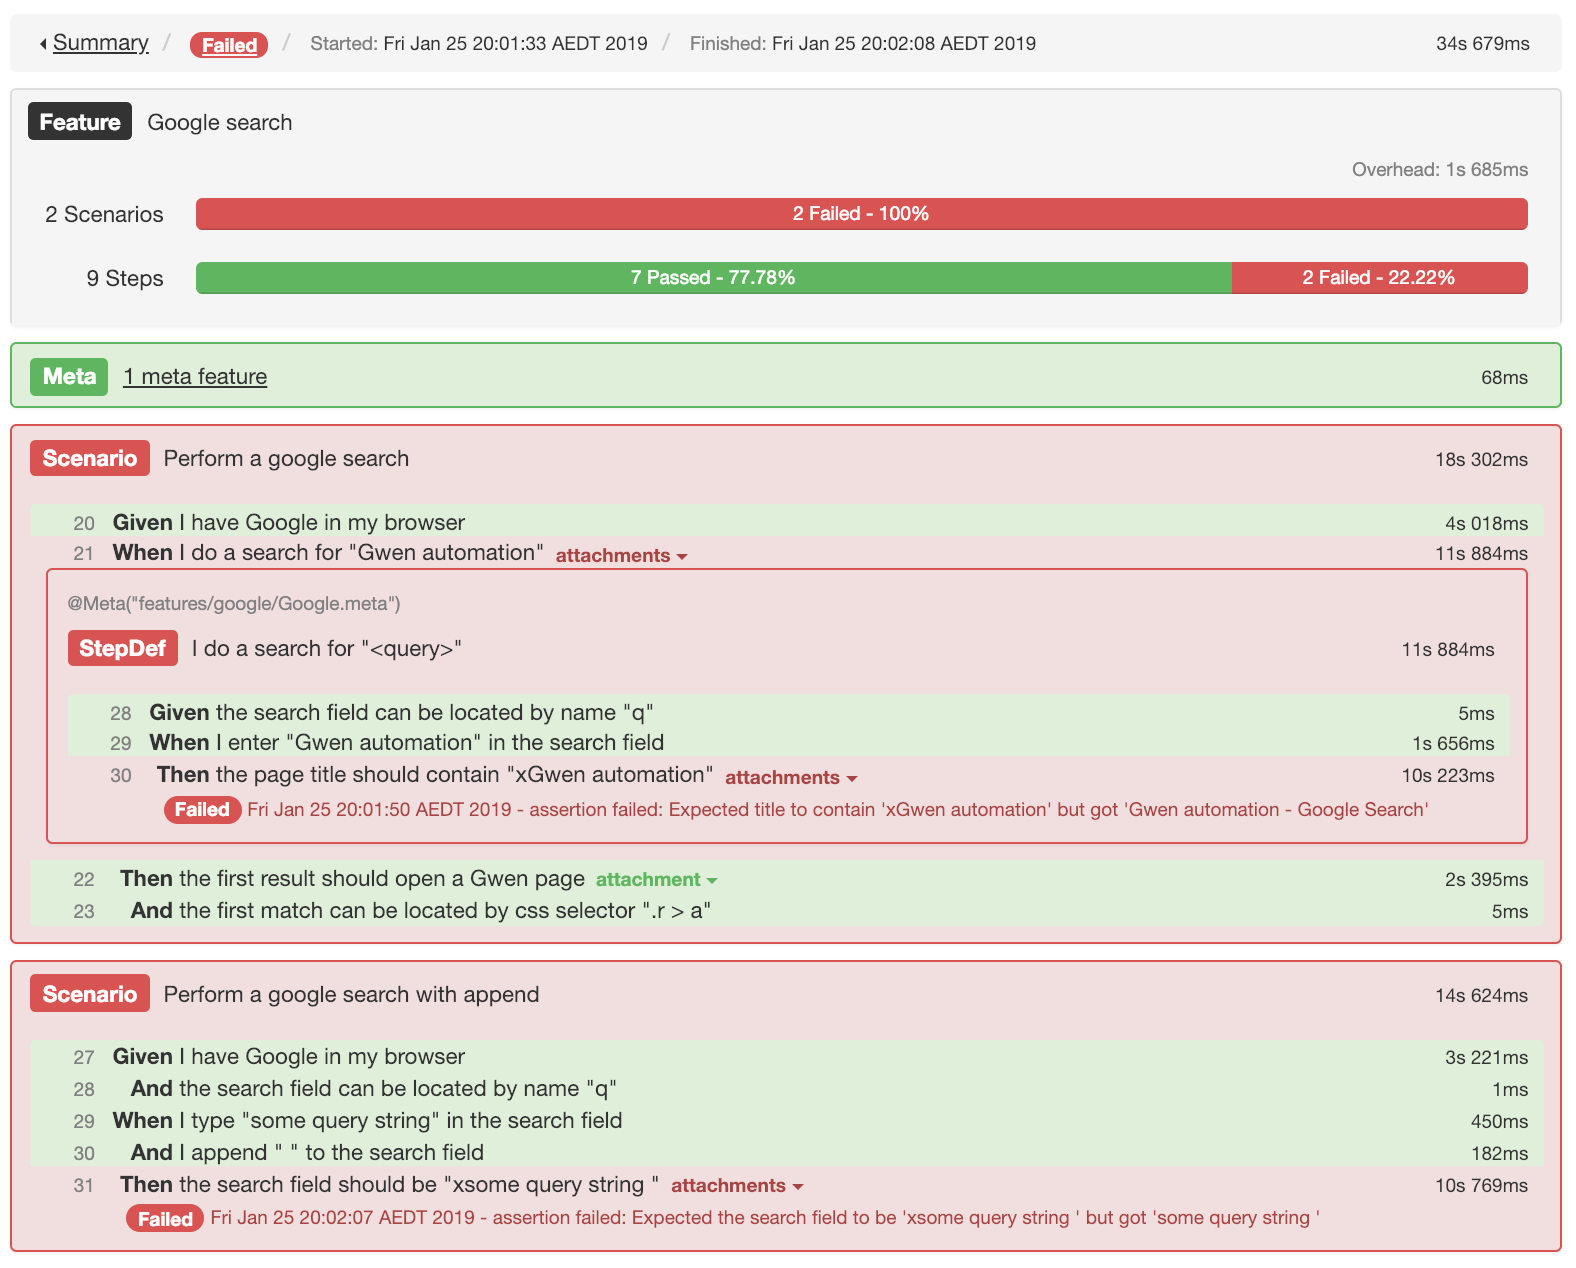 Summary / Failed / Started: Fri Jan 25 20:01:33 AEDT 2019 / Finished: Fri Jan 25 20:02:08 AEDT 2019 34s 679ms
Feature Google search
Overhead: 1s 685ms
2 Scenarios 2 Failed - 100%
9 Steps 7 Passed - 77.78% 2 Failed - 22.22%
Meta 1 meta feature 68ms
Scenario Perform a google search 18s 302ms
20 Given I have Google in my browser 4s 018ms
21 When I do a search for "Gwen automation" attachments 11s 884ms
@Meta("features/google/Google.meta")
StepDef I do a search for "<query>" 11s 884ms
28 Given the search field can be located by name "q" 5ms
29 When I enter "Gwen automation" in the search field 1s 656ms
30 Then the page title should contain "xGwen automation" attachments 10s 223ms
Failed Fri Jan 25 20:01:50 AEDT 2019 - assertion failed: Expected title to contain 'xGwen automation' but got 'Gwen automation - Google Search'
22 Then the first result should open a Gwen page attachment 2s 395ms
23 And the first match can be located by css selector ".r > a" 5ms
Scenario Perform a google search with append 14s 624ms
27 Given I have Google in my browser 3s 221ms
28 And the search field can be located by name "q" 1ms
29 When I type "some query string" in the search field 450ms
30 And I append " " to the search field 182ms
31 Then the search field should be "xsome query string " attachments 10s 769ms
Failed Fri Jan 25 20:02:07 AEDT 2019 - assertion failed: Expected the search field to be 'xsome query string ' but got 'some query string '